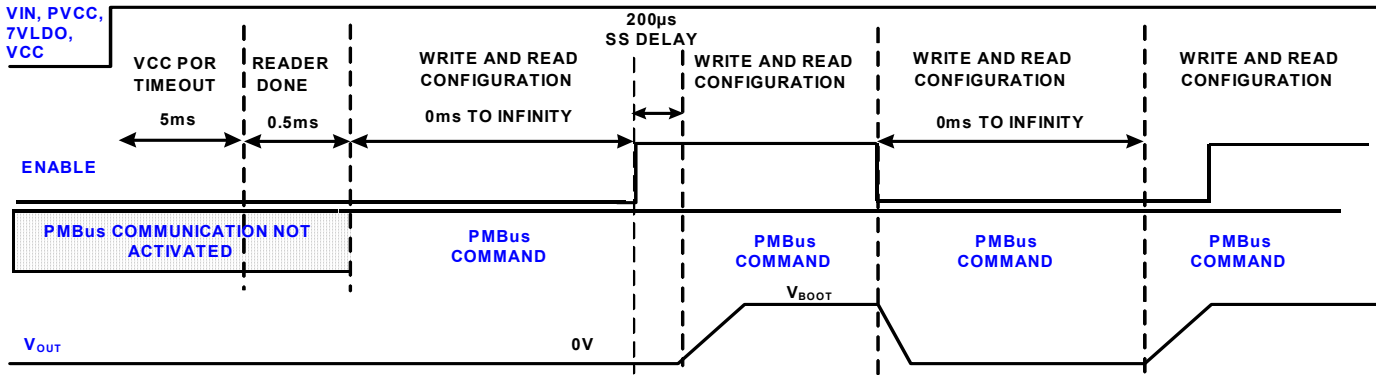 VIN, PVCC,
7VLDO,
VCC
VCC POR
TIMEOUT
5ms
READER
DONE
0.5ms
WRITE AND READ
CONFIGURATION
0ms TO INFINITY
200µs
SS DELAY
WRITE AND READ
CONFIGURATION
WRITE AND READ
CONFIGURATION
0ms TO INFINITY
WRITE AND READ
CONFIGURATION
ENABLE
PMBus COMMUNICATION NOT
ACTIVATED
PMBus
COMMAND
PMBus
COMMAND
PMBus
COMMAND
PMBus
COMMAND
VBOOT
VOUT
0V